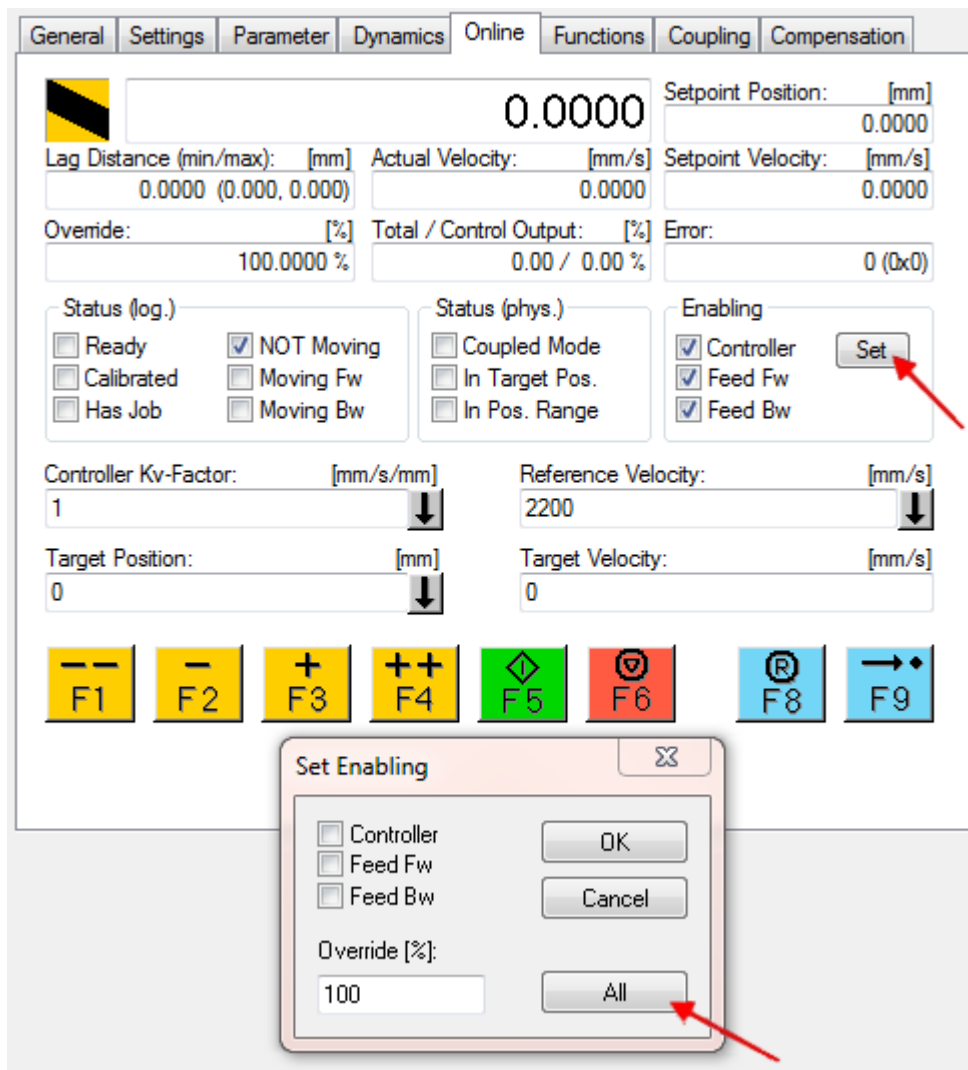 General Settings Parameter Dynamics Online Functions Coupling Compensation
0.0000
Setpoint Position: [mm]
0.0000
Lag Distance (min/max): [mm] Actual Velocity: [mm/s] Setpoint Velocity: [mm/s]
0.0000 (0.000, 0.000) 0.0000 0.0000
Override: [%] Total / Control Output: [%] Error:
100.0000 % 0.00 / 0.00 % 0 (0x0)
Status (log.) Status (phys.) Enabling
Ready NOT Moving Coupled Mode Controller Set
Calibrated Moving Fw In Target Pos. Feed Fw
Has Job Moving Bw In Pos. Range Feed Bw
Controller Kv-Factor: [mm/s/mm] Reference Velocity: [mm/s]
1 2200
Target Position: [mm] Target Velocity: [mm/s]
0 0
-- - + ++ R
F1 F2 F3 F4 F5 F6 F8 F9
Set Enabling
Controller OK
Feed Fw
Feed Bw Cancel
Override [%]:
100 All